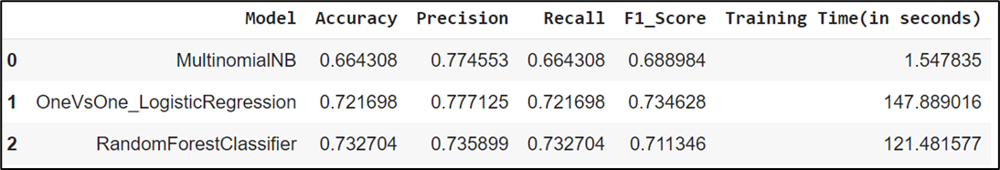 Model Accuracy Precision Recall F1_Score Training Time(in seconds)
0 MultinomialNB 0.664308 0.774553 0.664308 0.688984 1.547835
1 OneVsOne_LogisticRegression 0.721698 0.777125 0.721698 0.734628 147.889016
2 RandomForestClassifier 0.732704 0.735899 0.732704 0.711346 121.481577